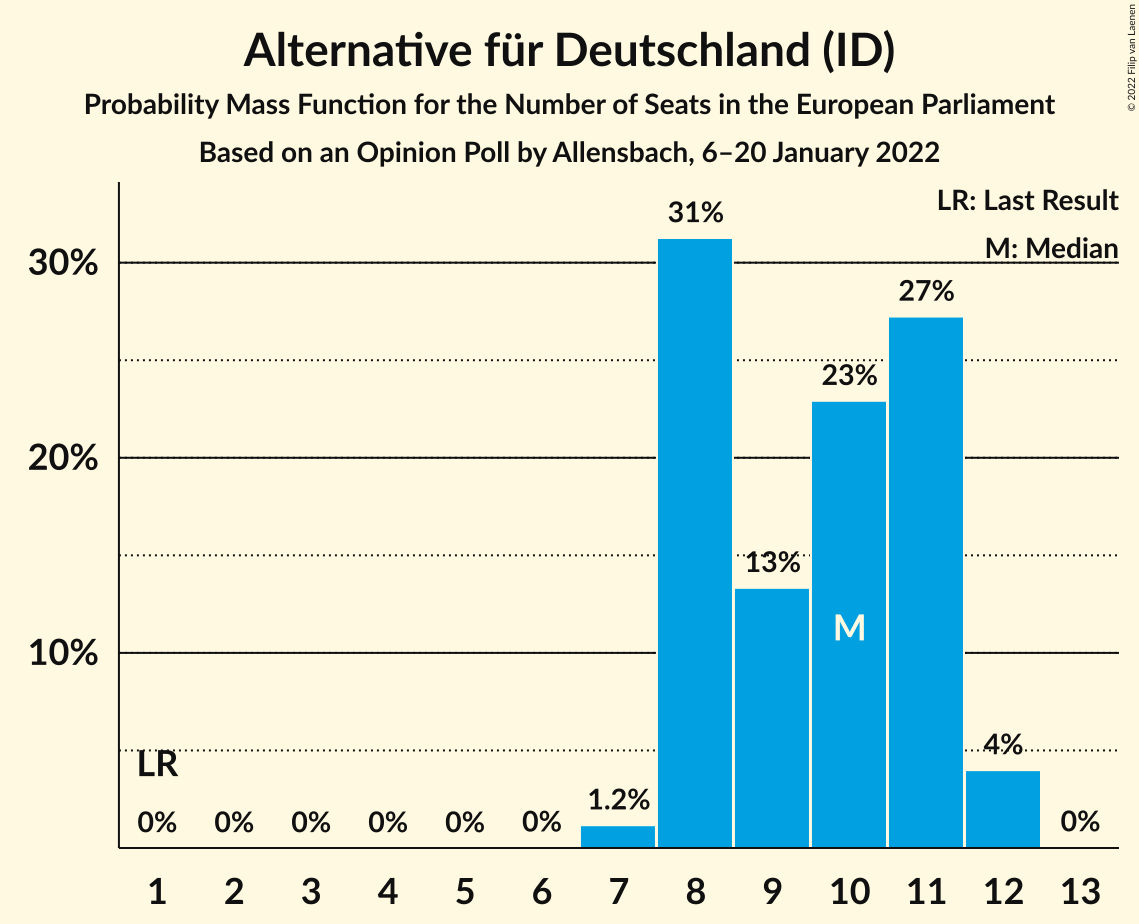 Alternative für Deutschland (ID)
Probability Mass Function for the Number of Seats in the European Parliament
Based on an Opinion Poll by Allensbach, 6–20 January 2022
© 2022 Filip van Laenen
LR: Last Result
M: Median
31%
30%
27%
23%
20%
13%
M
10%
LR
4%
1.2%
0% 0% 0% 0% 0% 0% 0%
1 2 3 4 5 6 7 8 9 10 11 12 13